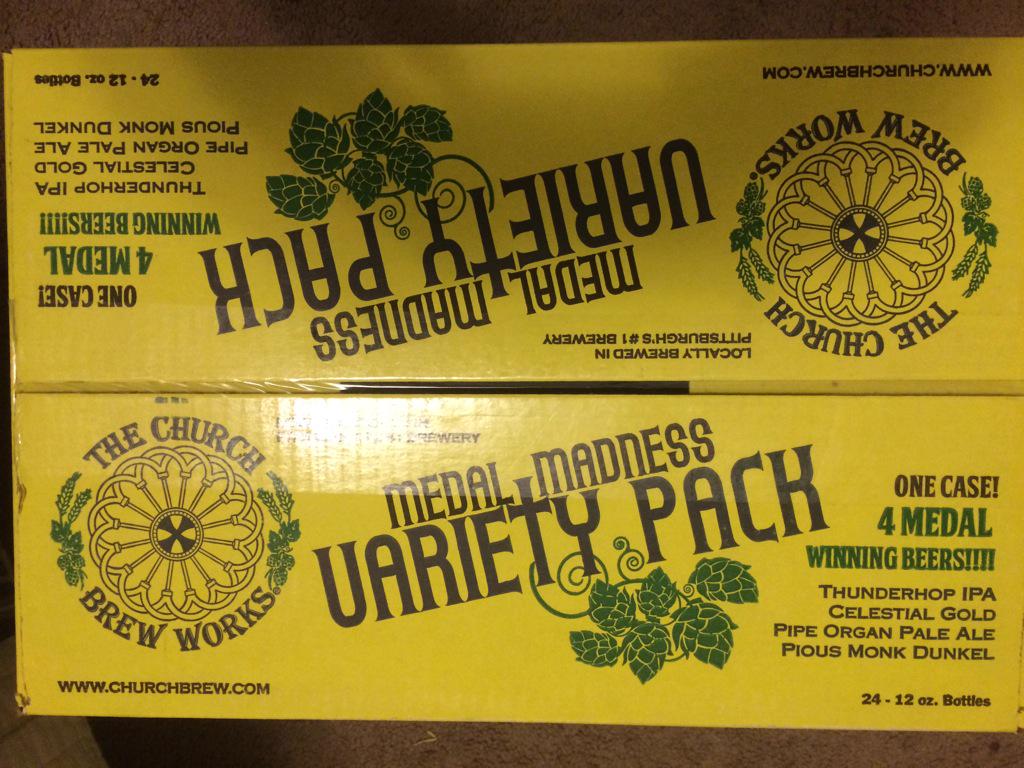 WWW.CHURCHBREW.COM
THE CHURCH
BREW WORKS®
LOCALLY BREWED IN
PITTSBURGH'S #1 BREWERY
MEDAL MADNESS
VARIETY PACK
ONE CASE!
4 MEDAL
WINNING BEERS!!!!
THUNDERHOP IPA
CELESTIAL GOLD
PIPE ORGAN PALE ALE
PIOUS MONK DUNKEL
24 - 12 oz. Bottles
THE CHURCH
BREW WORKS®
BREWERY
MEDAL MADNESS
VARIETY PACK
ONE CASE!
4 MEDAL
WINNING BEERS!!!!
THUNDERHOP IPA
CELESTIAL GOLD
PIPE ORGAN PALE ALE
PIOUS MONK DUNKEL
WWW.CHURCHBREW.COM
24 - 12 oz. Bottles